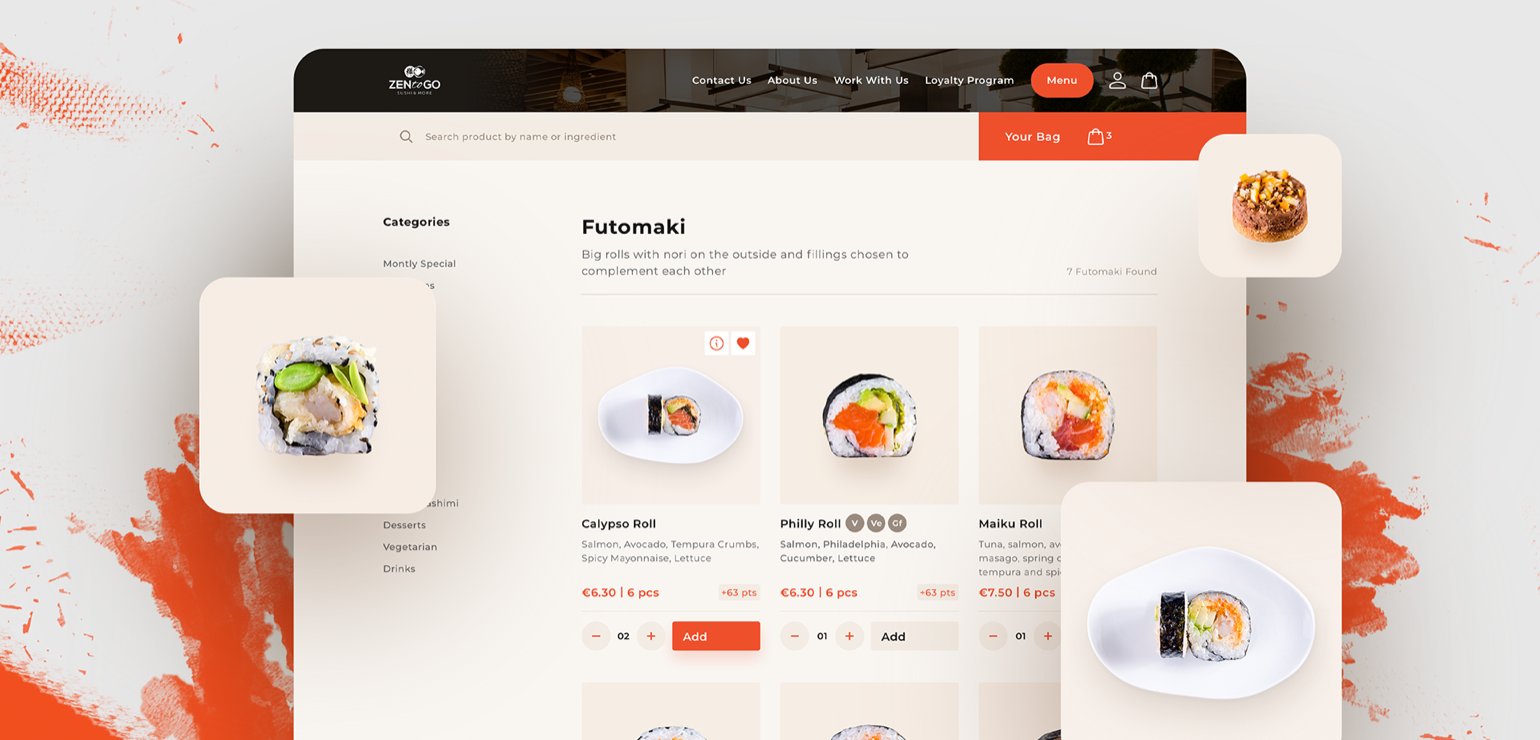 ZEN to GO
SUSHI & MORE
Contact Us
About Us
Work With Us
Loyalty Program
Menu
Search product by name or ingredient
Your Bag
3
Categories
Montly Special
es
ashimi
Desserts
Vegetarian
Drinks
Futomaki
Big rolls with nori on the outside and fillings chosen to
complement each other
7 Futomaki Found
Calypso Roll
Salmon, Avocado, Tempura Crumbs,
Spicy Mayonnaise, Lettuce
€6.30 | 6 pcs
+63 pts
− 02 +
Add
Philly Roll
V
Ve
Gf
Salmon, Philadelphia, Avocado,
Cucumber, Lettuce
€6.30 | 6 pcs
+63 pts
− 01 +
Add
Maiku Roll
Tuna, salmon, av
masago, spring
tempura and spi
€7.50 | 6 pcs
− 01 +